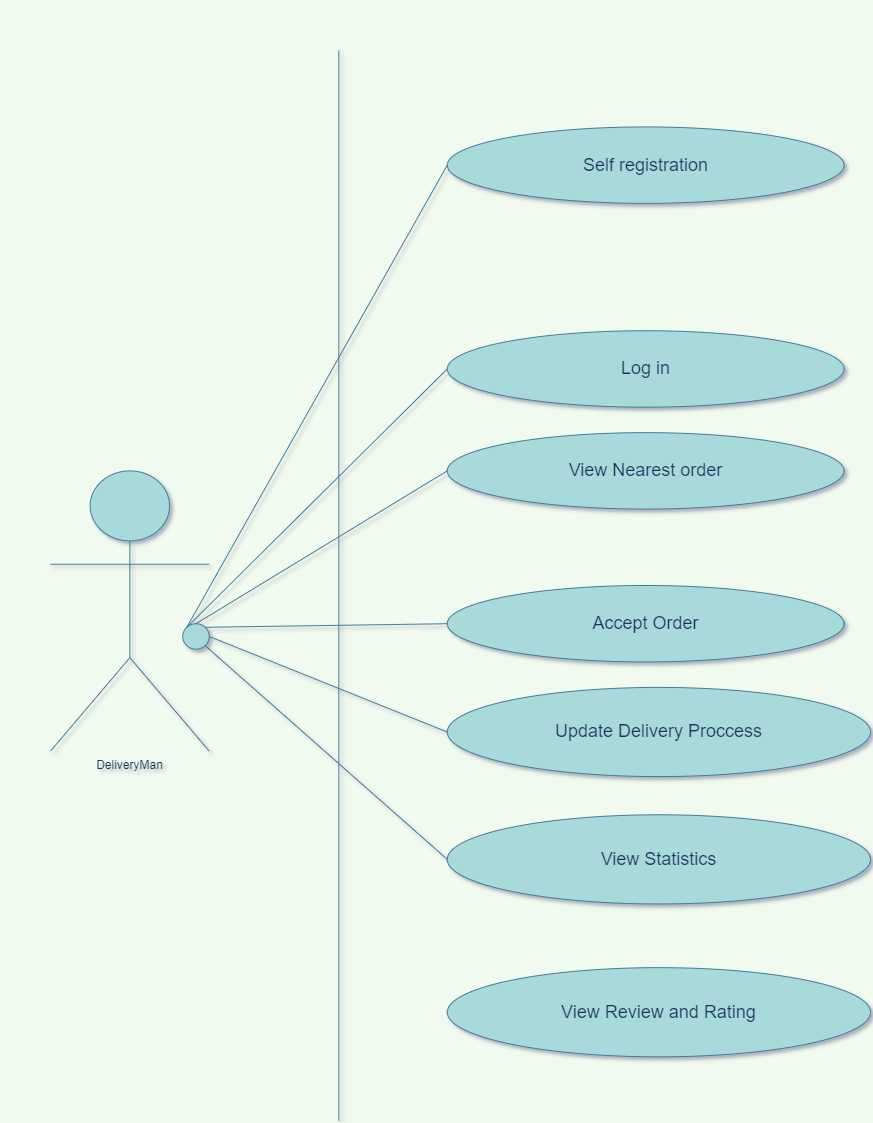 Self registration
Log in
View Nearest order
Accept Order
Update Delivery Proccess
DeliveryMan
View Statistics
View Review and Rating